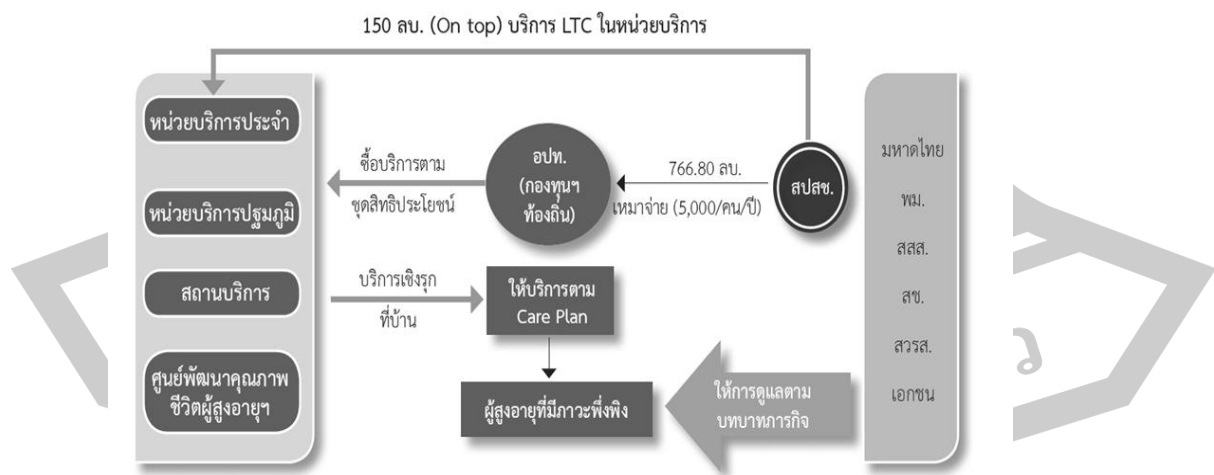 150 ลบ. (On top) บริการ LTC ในหน่วยบริการ
หน่วยบริการประจำ
หน่วยบริการปฐมภูมิ
สถานบริการ
ศูนย์พัฒนาคุณภาพ
ชีวิตผู้สูงอายุฯ
ซื้อบริการตาม
ชุดสิทธิประโยชน์
อปท.
(กองทุนฯ
ท้องถิ่น)
766.80 ลบ.
เหมาจ่าย (5,000/คน/ปี)
สปสช.
บริการเชิงรุก
ที่บ้าน
ให้บริการตาม
Care Plan
ผู้สูงอายุที่มีภาวะพึ่งพิง
ให้การดูแลตาม
บทบาทภารกิจ
มหาดไทย
พม.
สสส.
สช.
สวรส.
เอกชน